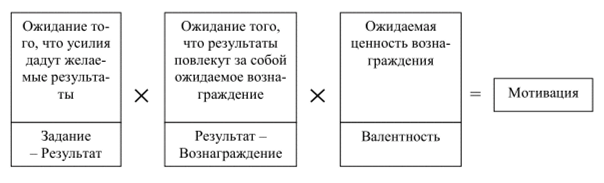 Ожидание то-
го, что усилия
дадут желае-
мые результа-
ты
Задание
– Результат
×
Ожидание того,
что результаты
повлекут за собой
ожидаемое возна-
граждение
Результат –
Вознаграждение
×
Ожидаемая
ценность возна-
граждения
Валентность
=
Мотивация